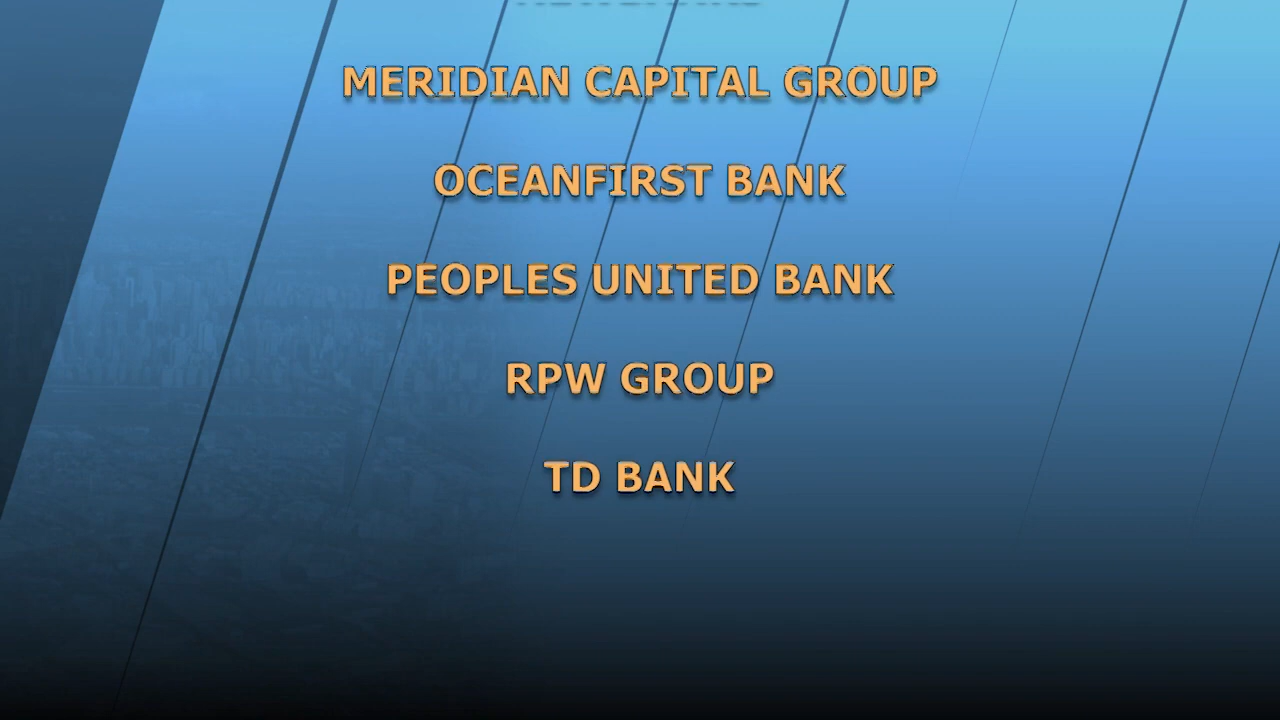 MERIDIAN CAPITAL GROUP
OCEANFIRST BANK
PEOPLES UNITED BANK
RPW GROUP
TD BANK